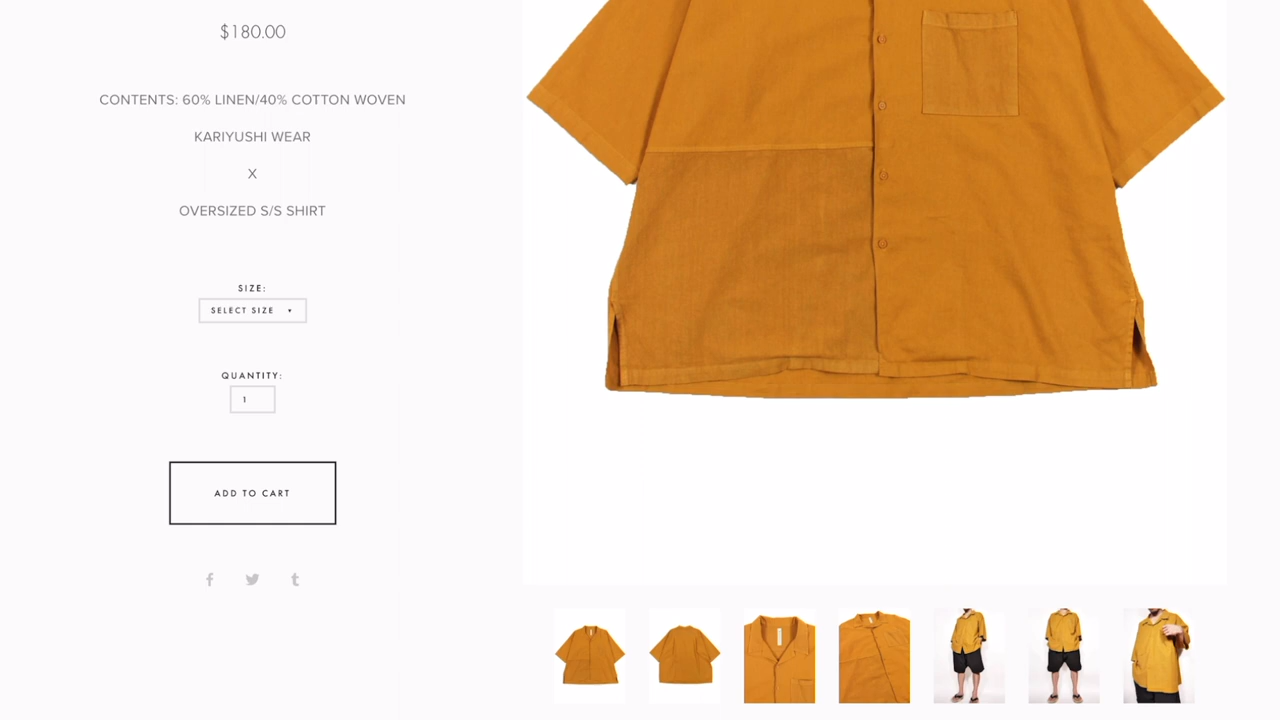 $180.00
CONTENTS: 60% LINEN/40% COTTON WOVEN
KARIYUSHI WEAR
X
OVERSIZED S/S SHIRT
SIZE:
SELECT SIZE
QUANTITY:
1
ADD TO CART